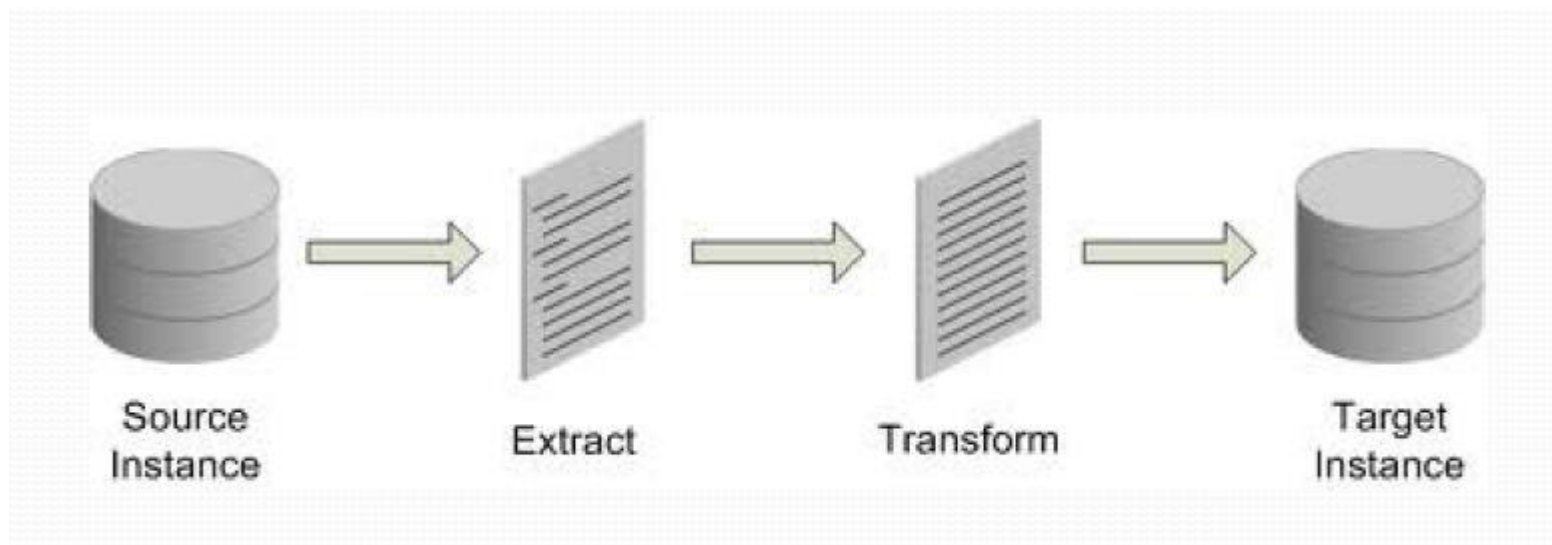 Source
Instance
Extract
Transform
Target
Instance